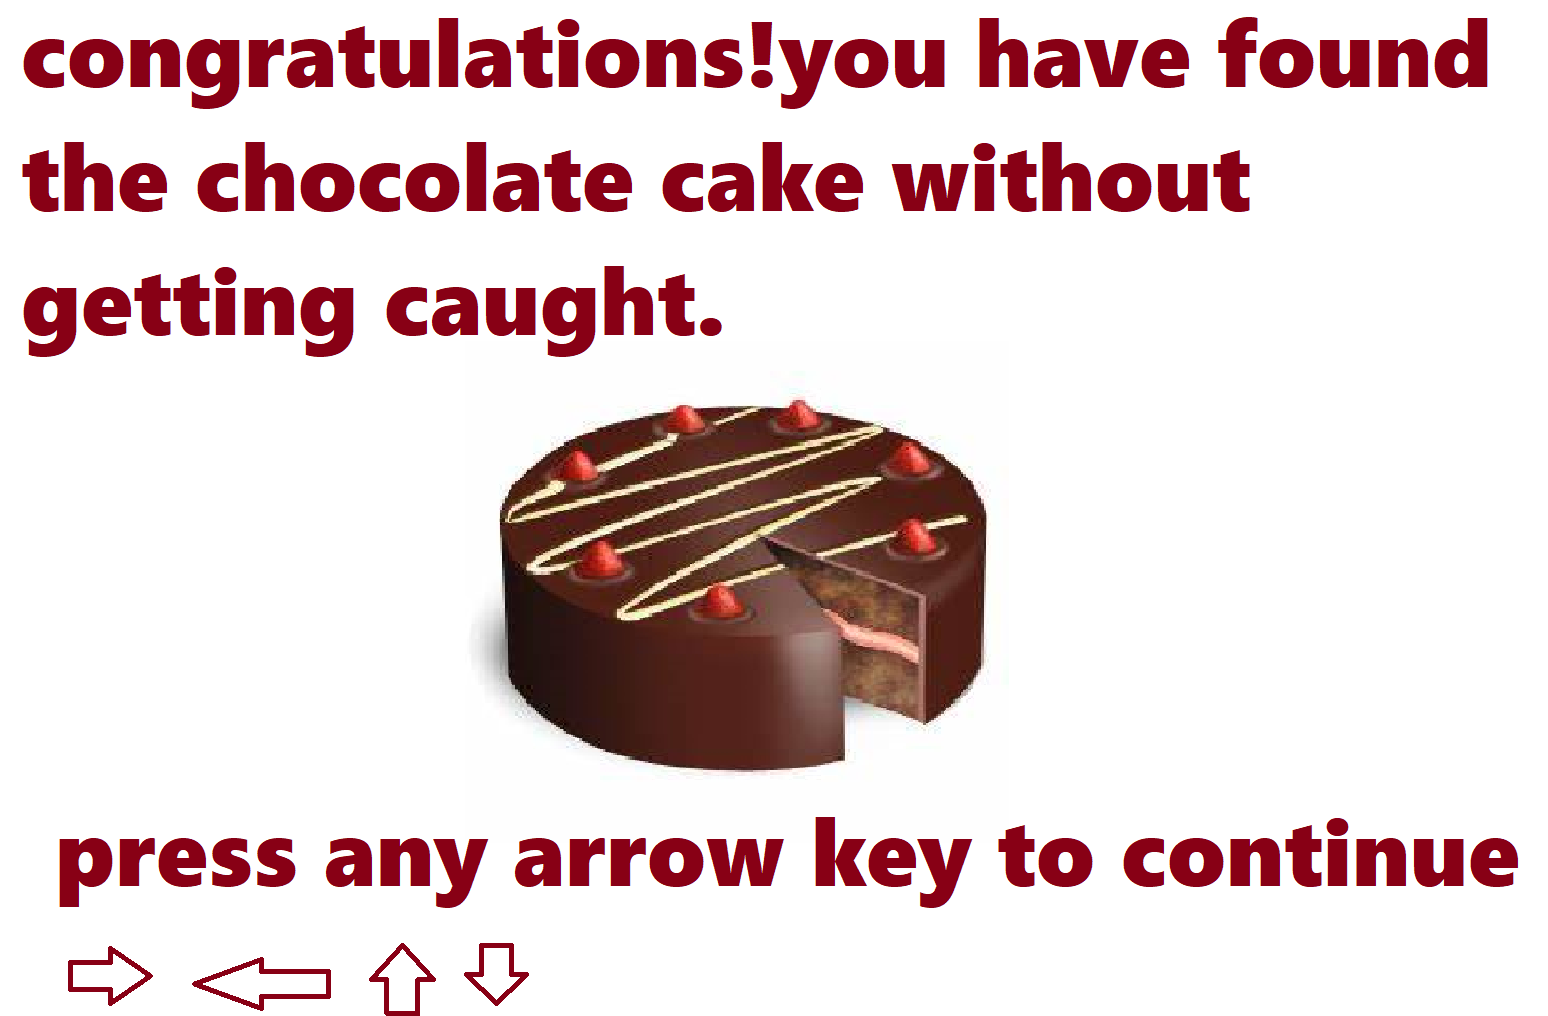 congratulations!you have found
the chocolate cake without
getting caught.
press any arrow key to continue